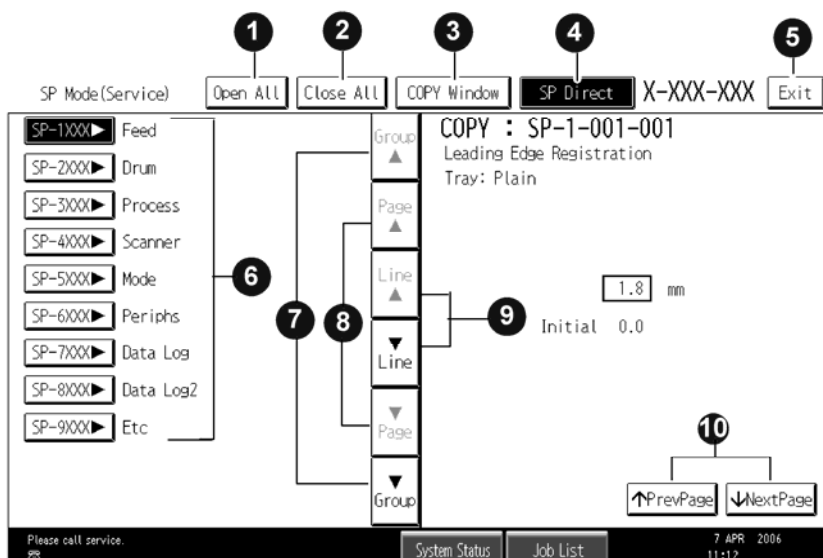 1 2 3 4 5
SP Mode(Service) Open All Close All COPY Window SP Direct X-XXX-XXX Exit
SP-1XXX▶ Feed
SP-2XXX▶ Drum
SP-3XXX▶ Process
SP-4XXX▶ Scanner
SP-5XXX▶ Mode
SP-6XXX▶ Periphs
SP-7XXX▶ Data Log
SP-8XXX▶ Data Log2
SP-9XXX▶ Etc
6
7
8
Group ▲
Page ▲
Line ▲
▼ Line
▼ Page
▼ Group
9
COPY : SP-1-001-001
Leading Edge Registration
Tray: Plain
1.8 mm
Initial 0.0
10
↑PrevPage ↓NextPage
Please call service.
System Status Job List
7 APR 2006
11:12